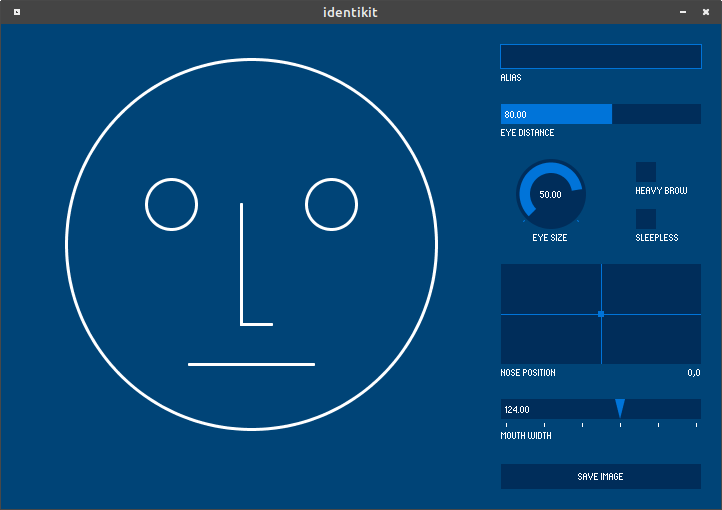 identikit
ALIAS
80.00
EYE DISTANCE
50.00
EYE SIZE
HEAVY BROW
SLEEPLESS
NOSE POSITION 0,0
124.00
MOUTH WIDTH
SAVE IMAGE